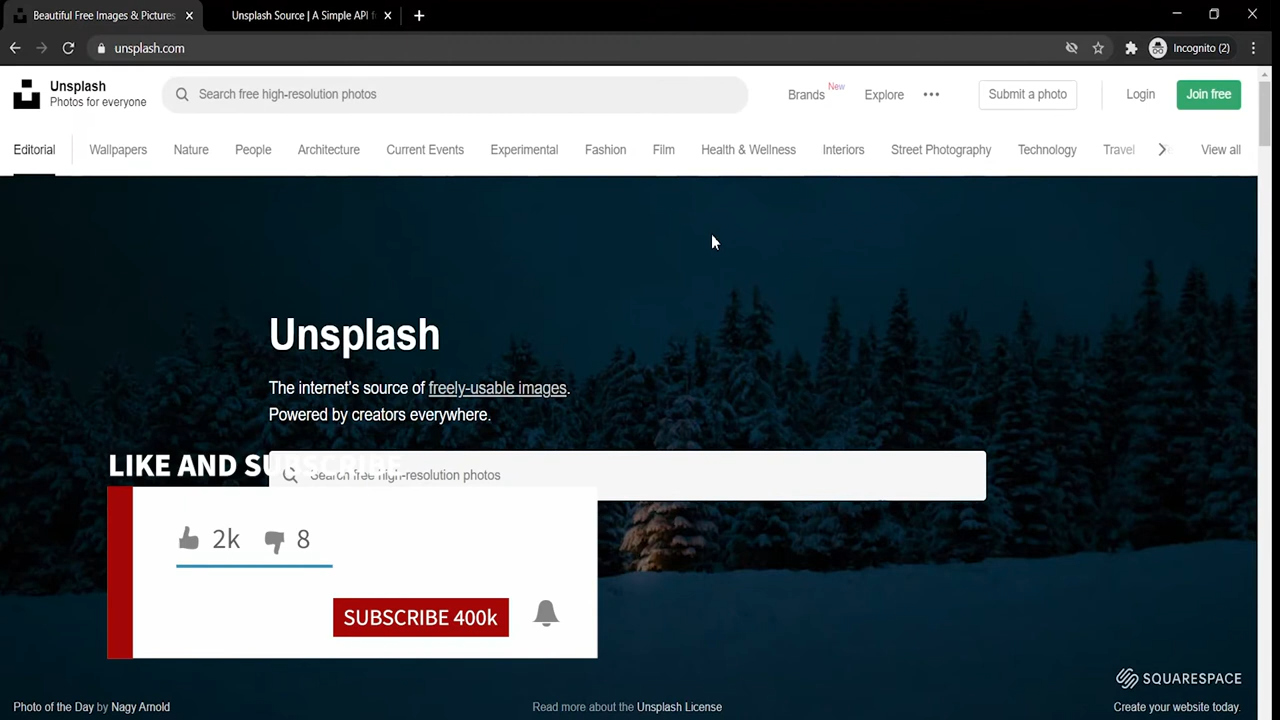 Beautiful Free Images & Pictures
Unsplash Source | A Simple API f
unsplash.com
Incognito (2)
Unsplash
Photos for everyone
Search free high-resolution photos
Brands New
Explore
Submit a photo
Login
Join free
Editorial
Wallpapers
Nature
People
Architecture
Current Events
Experimental
Fashion
Film
Health & Wellness
Interiors
Street Photography
Technology
Travel
View all
Unsplash
The internet's source of freely-usable images.
Powered by creators everywhere.
LIKE AND SUBSCRIBE
Search free high-resolution photos
2k
8
SUBSCRIBE 400k
SQUARESPACE
Photo of the Day by Nagy Arnold
Read more about the Unsplash License
Create your website today.